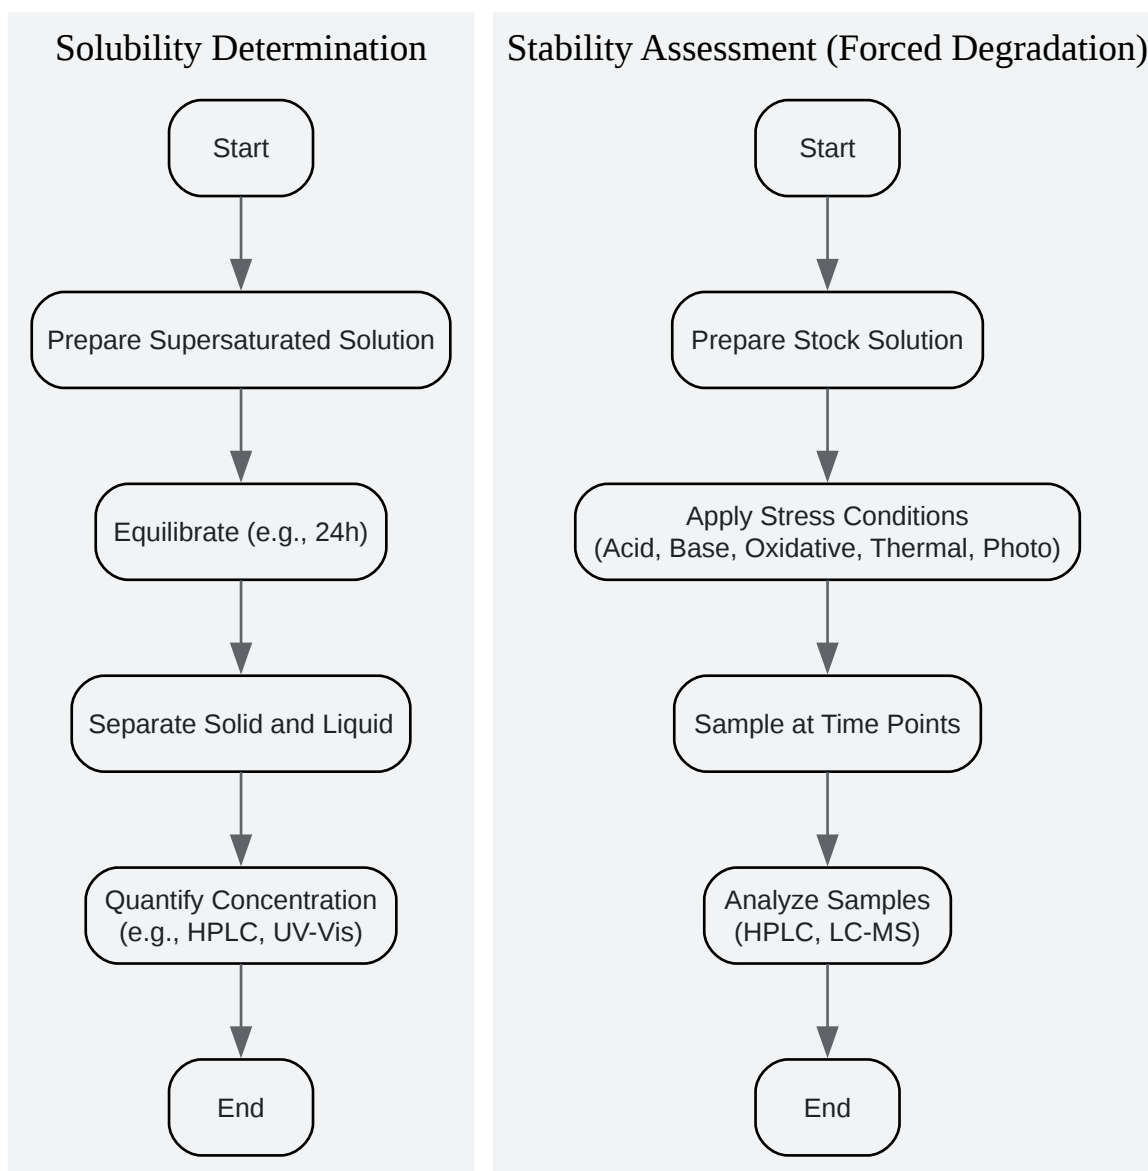 Solubility Determination
Start
Prepare Supersaturated Solution
Equilibrate (e.g., 24h)
Separate Solid and Liquid
Quantify Concentration
(e.g., HPLC, UV-Vis)
End
Stability Assessment (Forced Degradation)
Start
Prepare Stock Solution
Apply Stress Conditions
(Acid, Base, Oxidative, Thermal, Photo)
Sample at Time Points
Analyze Samples
(HPLC, LC-MS)
End